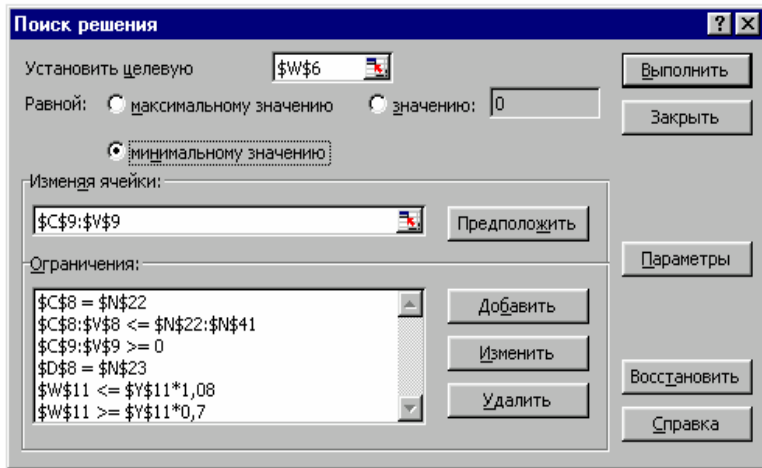 Поиск решения
Установить целевую $W$6 Выполнить
Равной: максимальному значению значению: 0 Закрыть
минимальному значению
Изменяя ячейки:
$C$9:$V$9 Предположить
Ограничения: Параметры
$C$8 = $N$22 Добавить
$C$8:$V$8 <= $N$22:$N$41
$C$9:$V$9 >= 0 Изменить
$D$8 = $N$23 Восстановить
$W$11 <= $Y$11*1,08 Удалить
$W$11 >= $Y$11*0,7 Справка